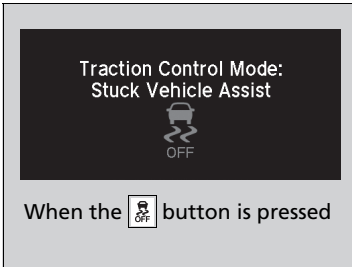 Traction Control Mode:
Stuck Vehicle Assist
OFF
When the OFF button is pressed